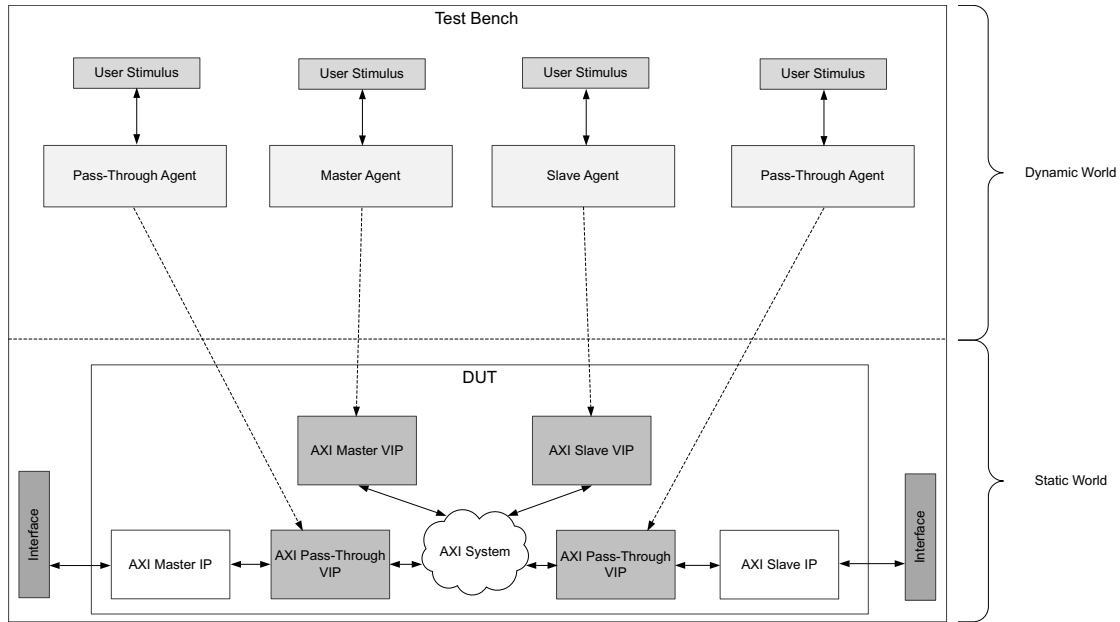 Test Bench
User Stimulus
User Stimulus
User Stimulus
User Stimulus
Pass-Through Agent
Master Agent
Slave Agent
Pass-Through Agent
Dynamic World
DUT
AXI Master VIP
AXI Slave VIP
Static World
Interface
AXI Master IP
AXI Pass-Through
VIP
AXI System
AXI Pass-Through
VIP
AXI Slave IP
Interface